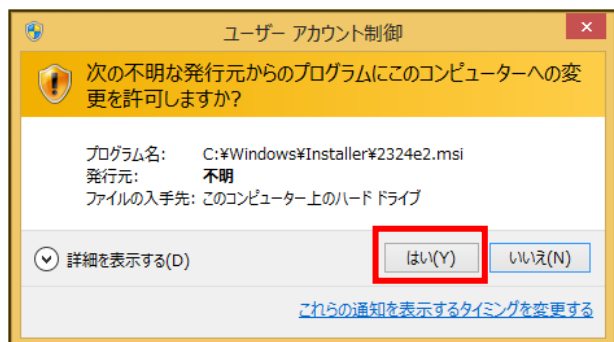 ユーザー アカウント制御
次の不明な発行元からのプログラムにこのコンピューターへの変
更を許可しますか?
プログラム名: C:¥Windows¥Installer¥2324e2.msi
発行元: 不明
ファイルの入手先: このコンピューター上のハード ドライブ
詳細を表示する(D) はい(Y) いいえ(N)
これらの通知を表示するタイミングを変更する